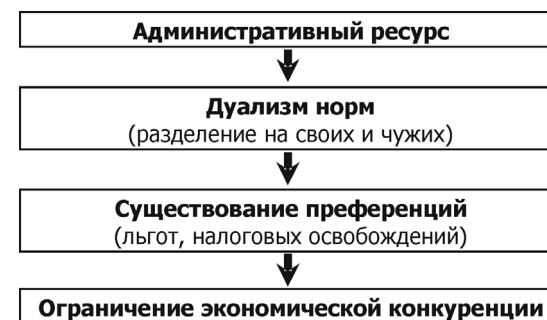 Административный ресурс
Дуализм норм
(разделение на своих и чужих)
Существование преференций
(льгот, налоговых освобождений)
Ограничение экономической конкуренции